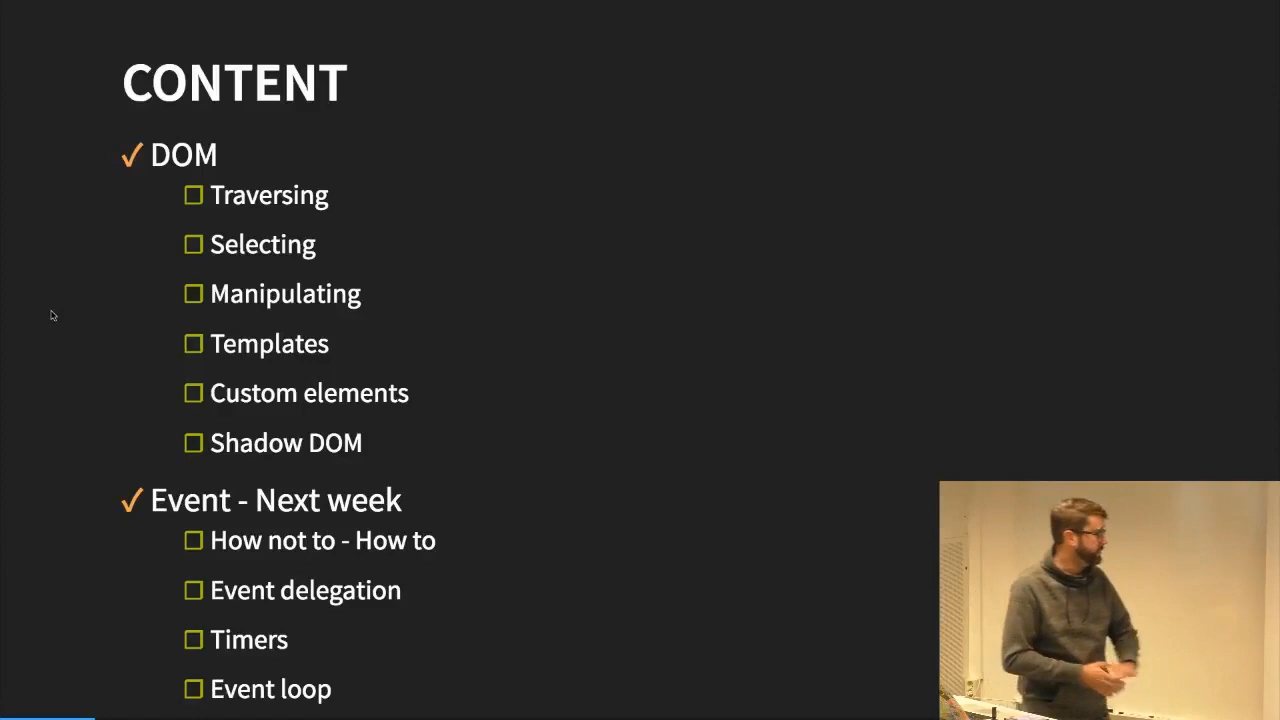 CONTENT
✓ DOM
☐ Traversing
☐ Selecting
☐ Manipulating
☐ Templates
☐ Custom elements
☐ Shadow DOM
✓ Event - Next week
☐ How not to - How to
☐ Event delegation
☐ Timers
☐ Event loop